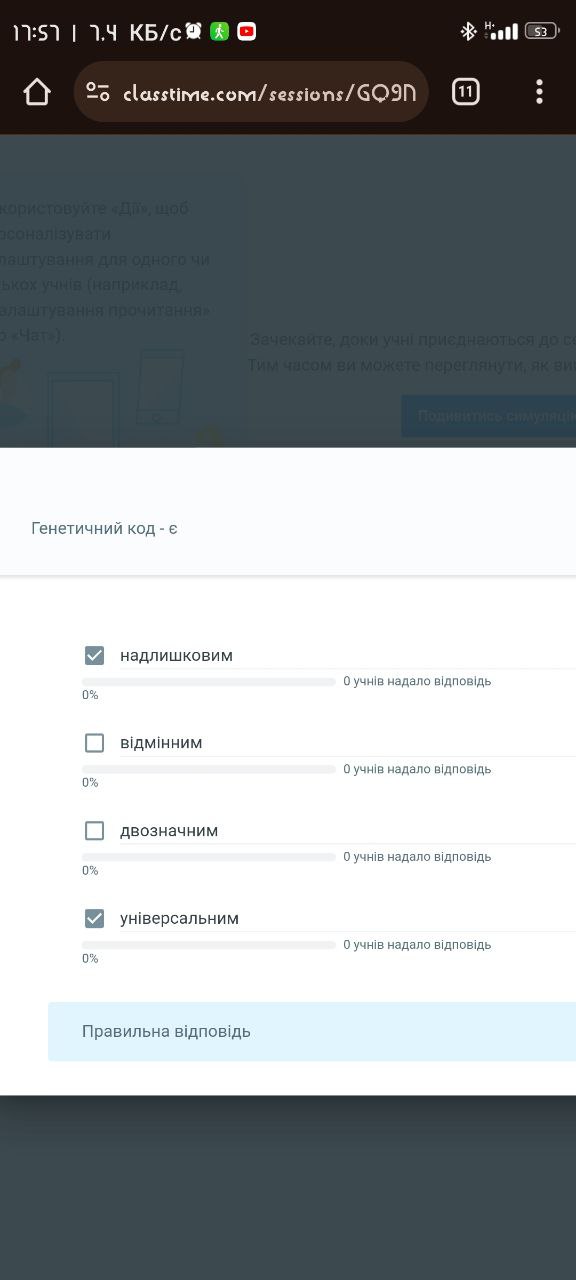 17:57 | 7.4 КБ/с
H+
53
classtime.com/sessions/GQ9N
11
користовуйте «Дії», щоб
рсоналізувати
лаштування для одного чи
ькох учнів (наприклад,
алаштування прочитання»
о «Чат»).
Зачекайте, доки учні приєднаються до се
Тим часом ви можете переглянути, як ви
Подивитись симуляцію
Генетичний код - є
надлишковим
0 учнів надало відповідь
0%
відмінним
0 учнів надало відповідь
0%
двозначним
0 учнів надало відповідь
0%
універсальним
0 учнів надало відповідь
0%
Правильна відповідь